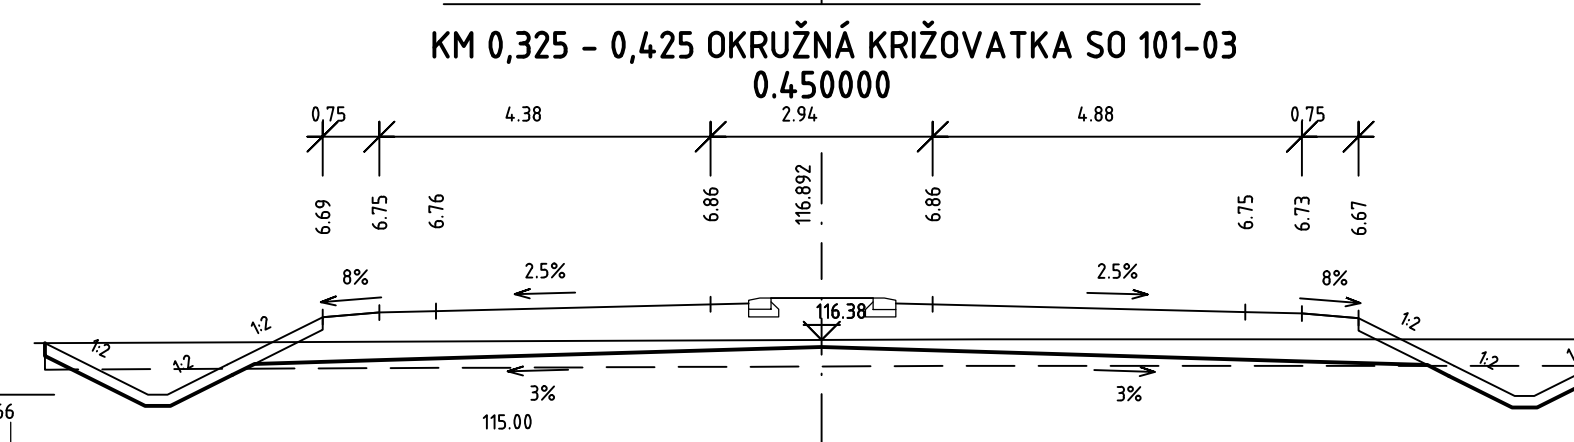 KM 0,325 - 0,425 OKRUŽNÁ KRIŽOVATKA SO 101-03
0.450000
0.75 4.38 2.94 4.88 0.75
6.69 6.75 6.76 6.86 116.892 6.86 6.75 6.73 6.67
8% 2.5% 2.5% 8%
116.38
1:2 1:2 1:2 1:2 1:2
3% 3%
115.00